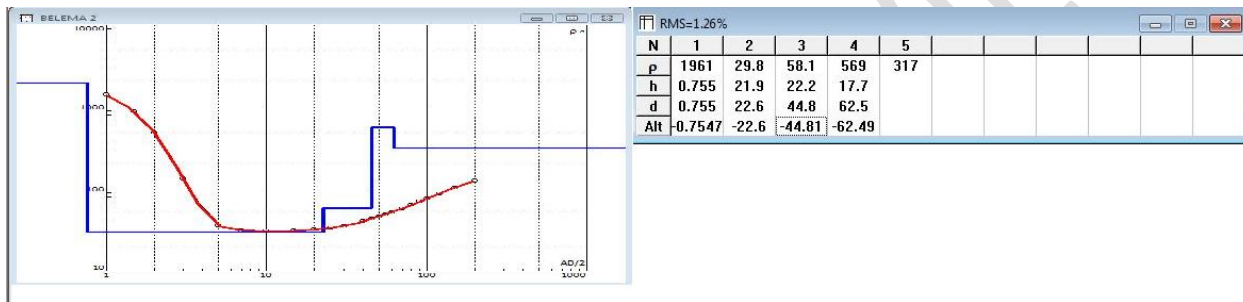 BELEMA 2
10000
1000
100
10
1
10
100
1000
AB/2
RMS=1.26%
N 1 2 3 4 5
ρ 1961 29.8 58.1 569 317
h 0.755 21.9 22.2 17.7
d 0.755 22.6 44.8 62.5
Alt -0.7547 -22.6 -44.81 -62.49